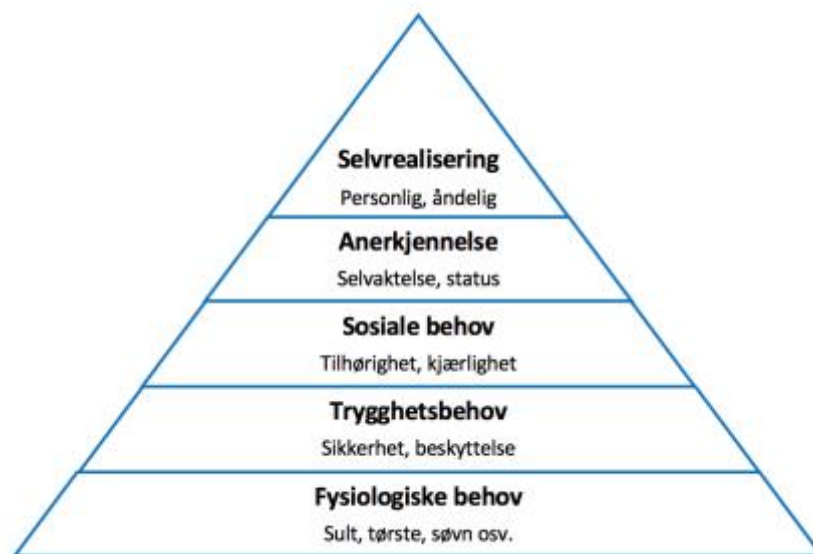 Selvrealisering
Personlig, åndelig
Anerkjennelse
Selvaktelse, status
Sosiale behov
Tilhørighet, kjærlighet
Trygghetsbehov
Sikkerhet, beskyttelse
Fysiologiske behov
Sult, tørste, søvn osv.